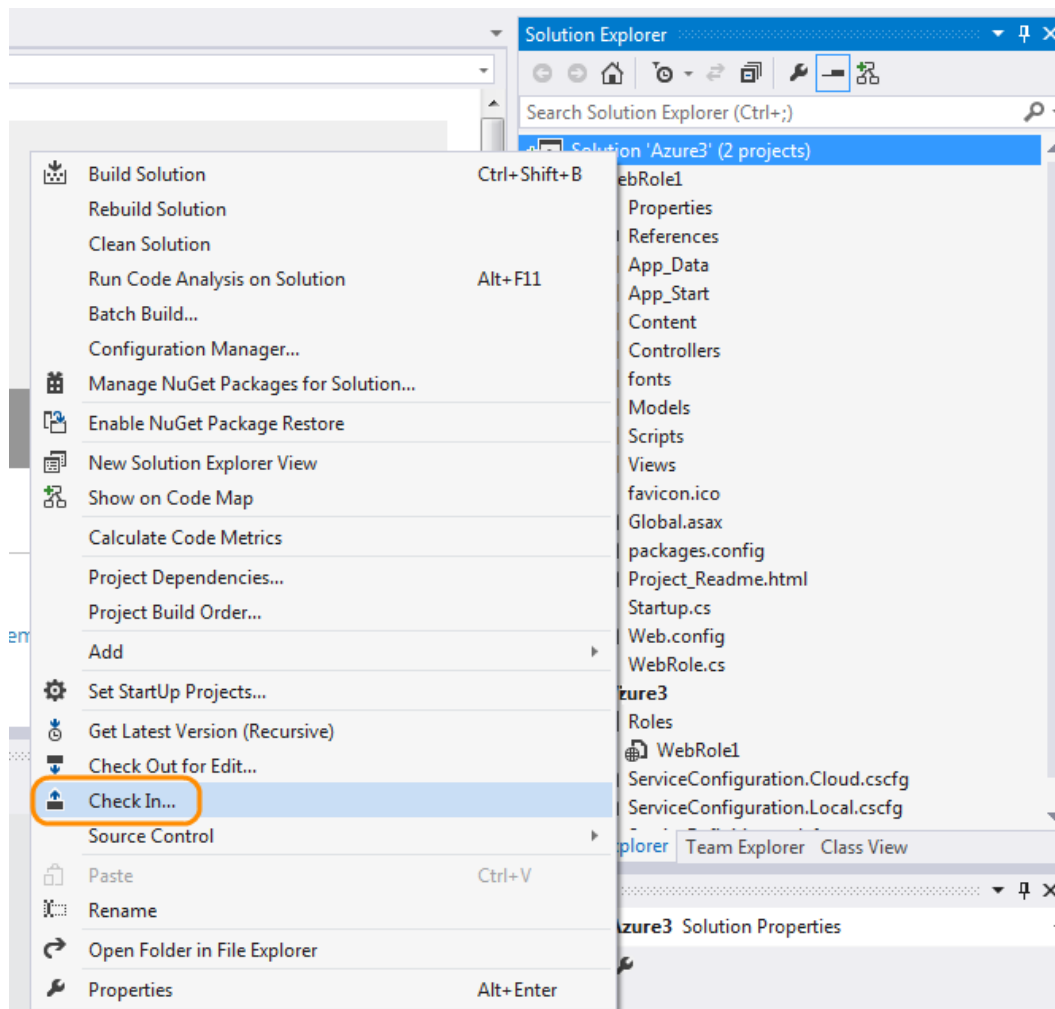 Solution Explorer
Search Solution Explorer (Ctrl+;)
Solution 'Azure3' (2 projects)
Build Solution Ctrl+Shift+B
Rebuild Solution
Clean Solution
Run Code Analysis on Solution Alt+F11
Batch Build...
Configuration Manager...
Manage NuGet Packages for Solution...
Enable NuGet Package Restore
New Solution Explorer View
Show on Code Map
Calculate Code Metrics
Project Dependencies...
Project Build Order...
Add
Set StartUp Projects...
Get Latest Version (Recursive)
Check Out for Edit...
Check In...
Source Control
Paste Ctrl+V
Rename
Open Folder in File Explorer
Properties Alt+Enter
ebRole1
Properties
References
App_Data
App_Start
Content
Controllers
fonts
Models
Scripts
Views
favicon.ico
Global.asax
packages.config
Project_Readme.html
Startup.cs
Web.config
WebRole.cs
zure3
Roles
WebRole1
ServiceConfiguration.Cloud.cscfg
ServiceConfiguration.Local.cscfg
plorer Team Explorer Class View
Azure3 Solution Properties
em